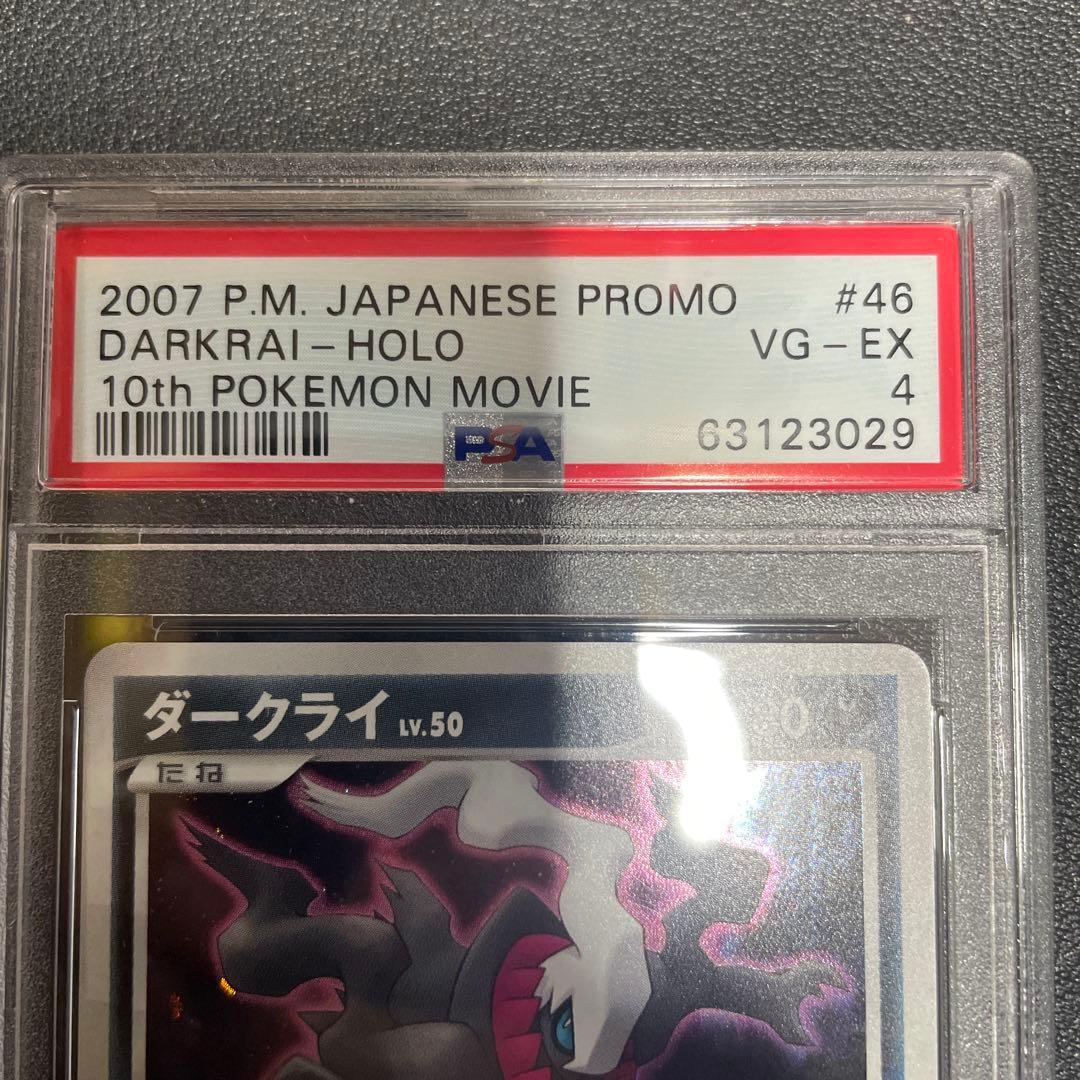 2007 P.M. JAPANESE PROMO #46
DARKRAI-HOLO VG-EX
10th POKEMON MOVIE 4
PSA 63123029
ダークライ LV.50
たね